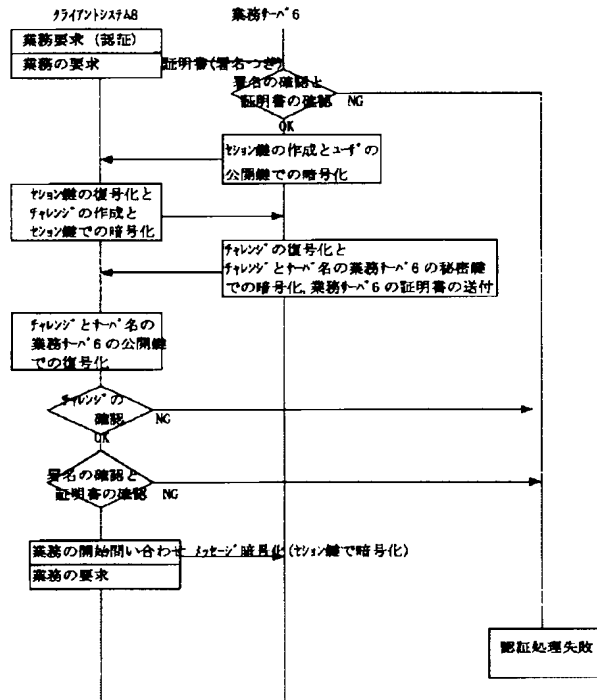 クライアントシステム8
業務サーバ6
業務要求（認証）
業務の要求
証明書(署名つき)
署名の確認と
証明書の確認
NG
OK
セション鍵の作成とユーザの
公開鍵での暗号化
セション鍵の復号化と
チャレンジの作成と
セション鍵での暗号化
チャレンジの復号化と
チャレンジとサーバ名の業務サーバ6の秘密鍵
での暗号化,業務サーバ6の証明書の送付
チャレンジとサーバ名の
業務サーバ6の公開鍵
での復号化
チャレンジの
確認
NG
OK
署名の確認と
証明書の確認
NG
業務の開始問い合わせ
メッセージ暗号化(セション鍵で暗号化)
業務の要求
認証処理失敗